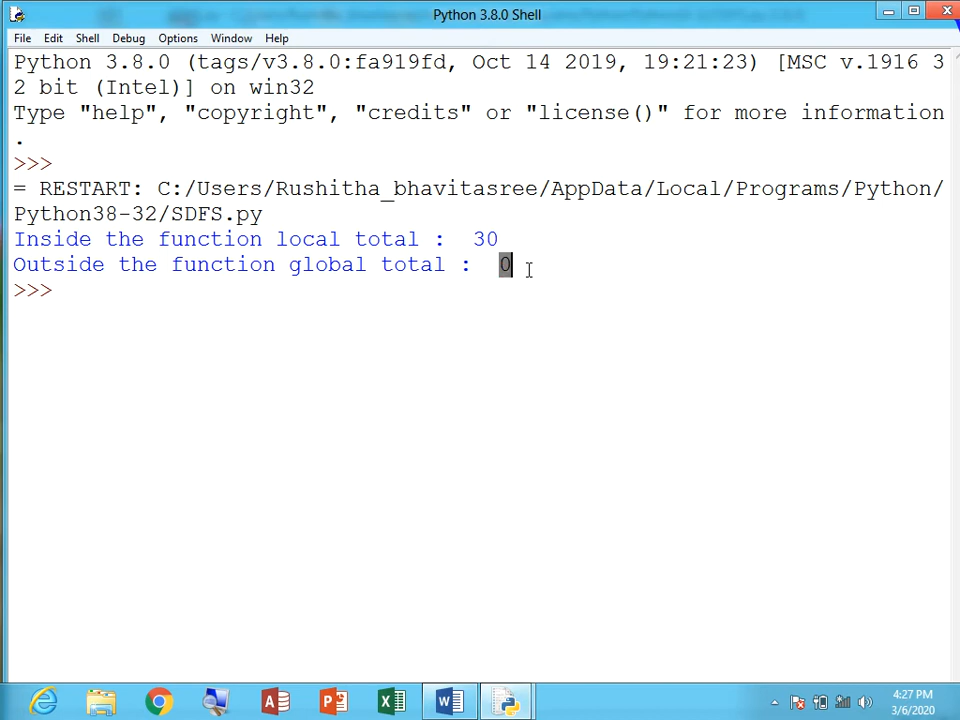 Python 3.8.0 Shell
File Edit Shell Debug Options Window Help
Python 3.8.0 (tags/v3.8.0:fa919fd, Oct 14 2019, 19:21:23) [MSC v.1916 3
2 bit (Intel)] on win32
Type "help", "copyright", "credits" or "license()" for more information
.
>>>
= RESTART: C:/Users/Rushitha_bhavitasree/AppData/Local/Programs/Python/
Python38-32/SDFS.py
Inside the function local total :  30
Outside the function global total :  0
>>>
4:27 PM
3/6/2020